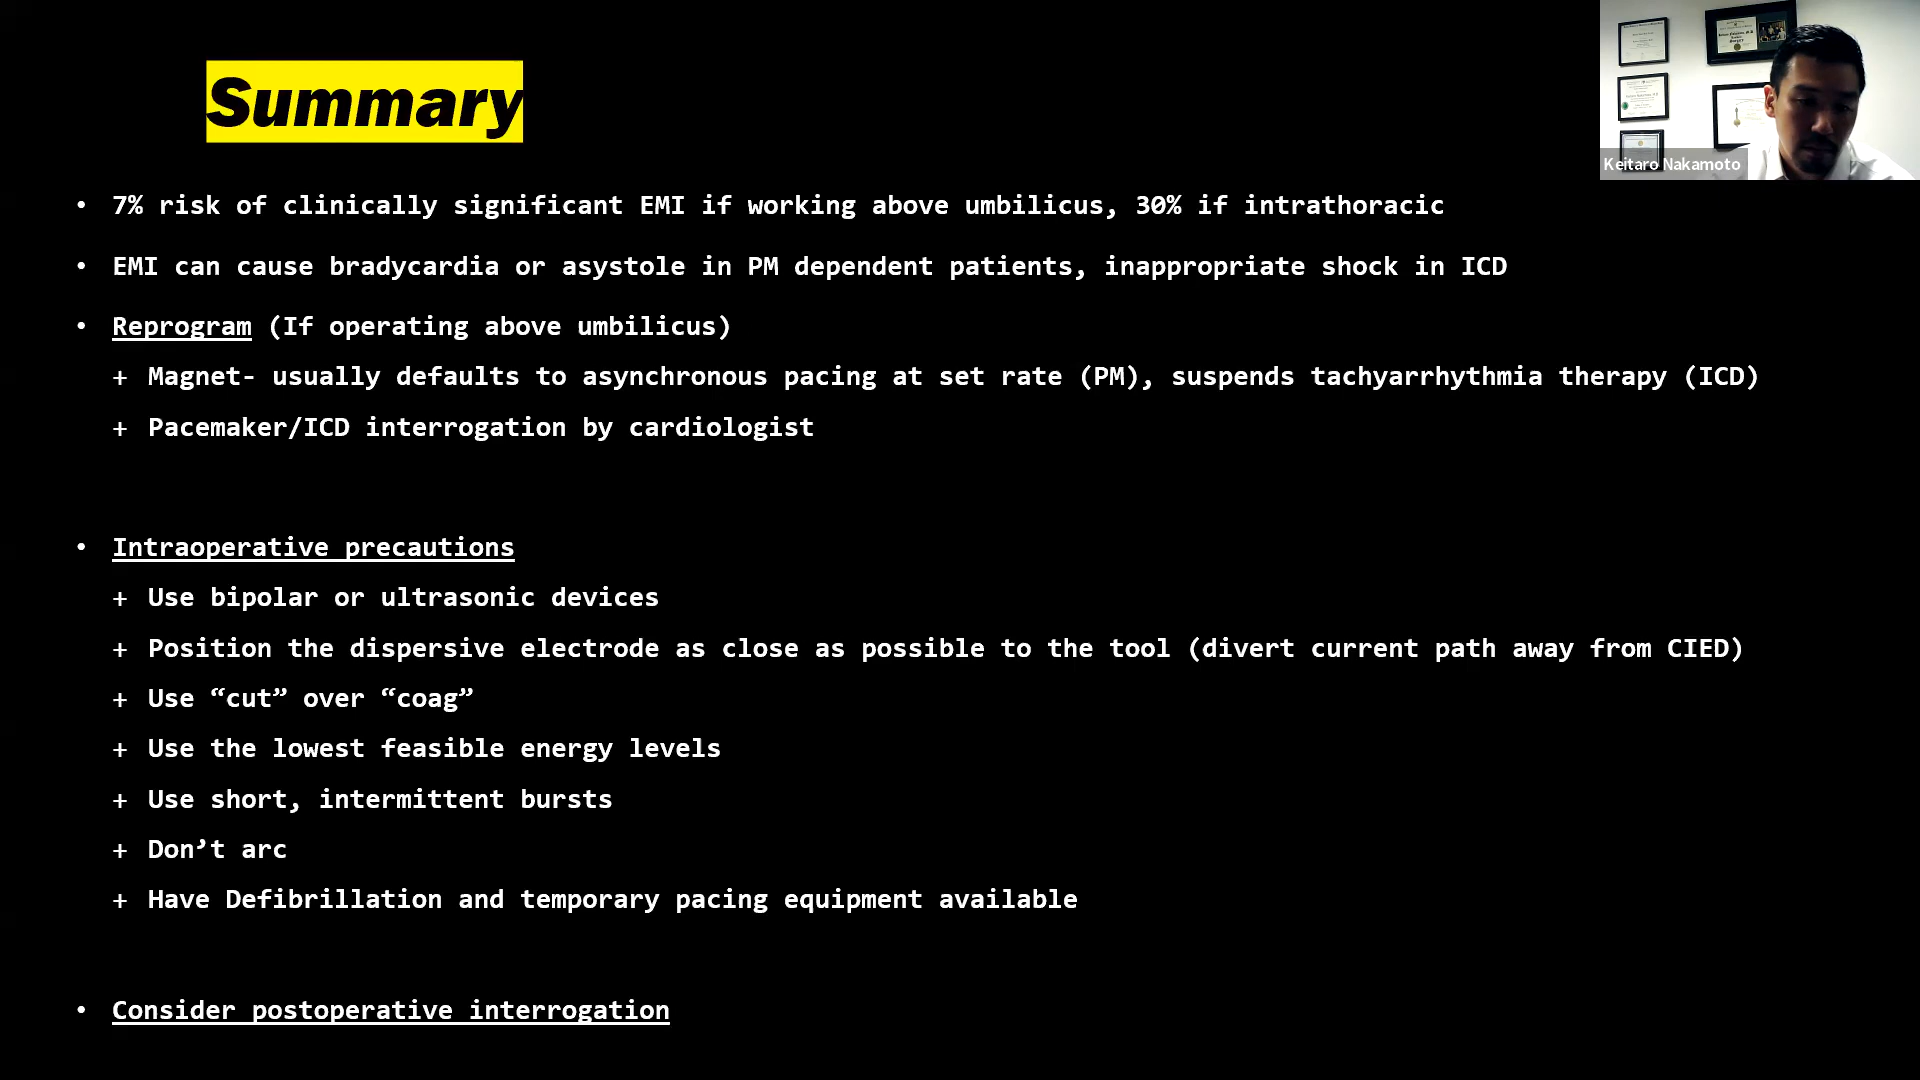 Summary
Keitaro Nakamoto
• 7% risk of clinically significant EMI if working above umbilicus, 30% if intrathoracic
• EMI can cause bradycardia or asystole in PM dependent patients, inappropriate shock in ICD
• Reprogram (If operating above umbilicus)
+ Magnet- usually defaults to asynchronous pacing at set rate (PM), suspends tachyarrhythmia therapy (ICD)
+ Pacemaker/ICD interrogation by cardiologist
• Intraoperative precautions
+ Use bipolar or ultrasonic devices
+ Position the dispersive electrode as close as possible to the tool (divert current path away from CIED)
+ Use “cut” over “coag”
+ Use the lowest feasible energy levels
+ Use short, intermittent bursts
+ Don’t arc
+ Have Defibrillation and temporary pacing equipment available
• Consider postoperative interrogation